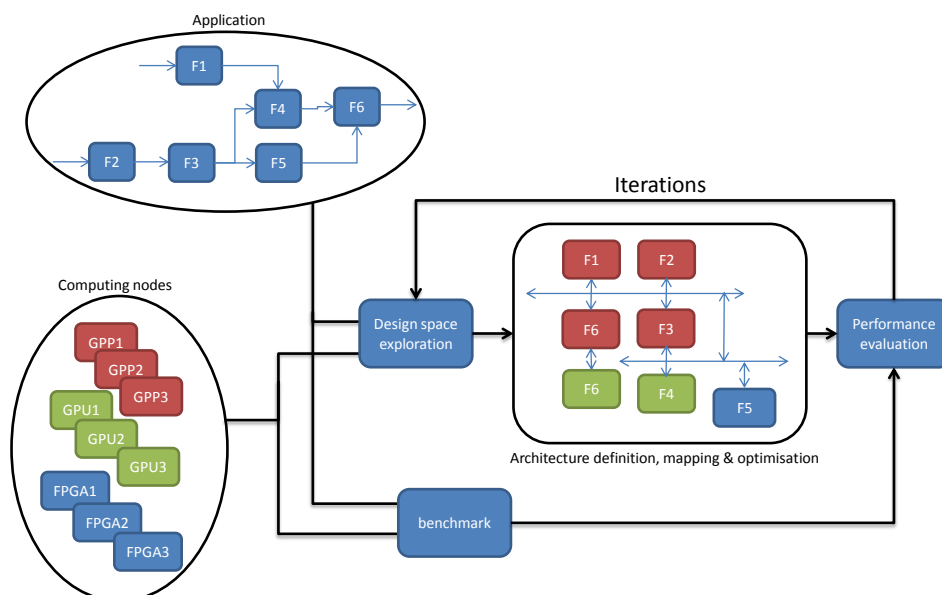 Application
F1
F4
F6
F2
F3
F5
Iterations
Computing nodes
GPP1
GPP2
GPP3
GPU1
GPU2
GPU3
FPGA1
FPGA2
FPGA3
Design space
exploration
F1
F2
F6
F3
F6
F4
F5
Performance
evaluation
Architecture definition, mapping & optimisation
benchmark